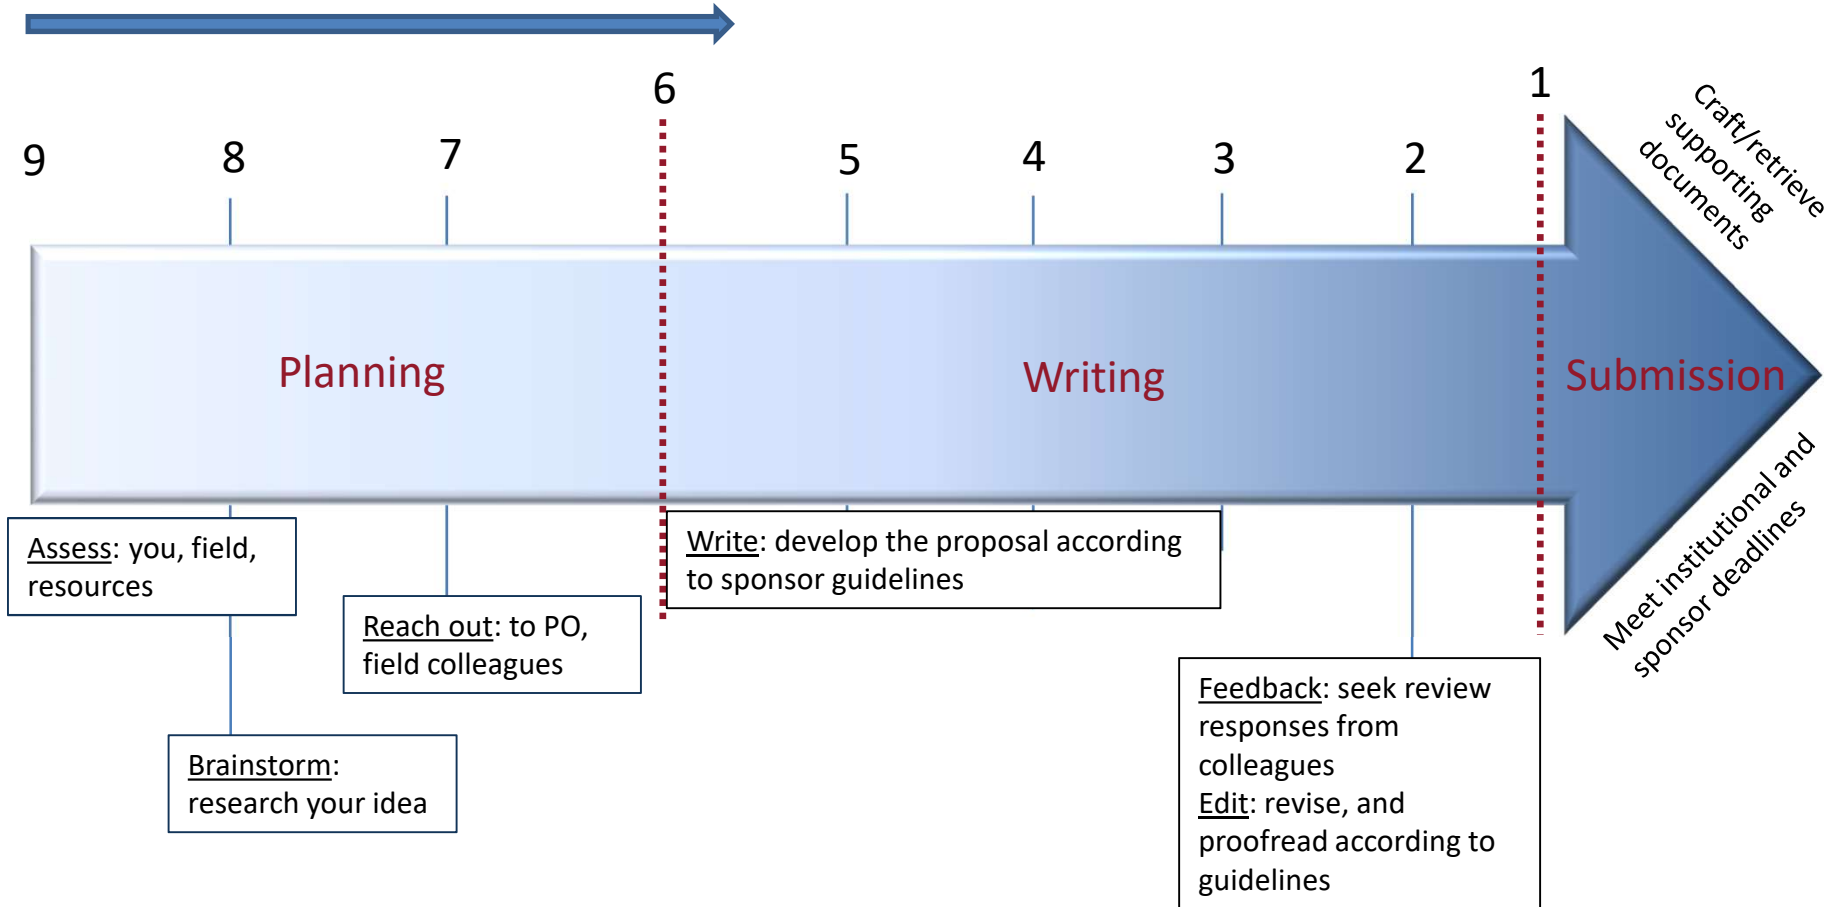 6
1
9
8
7
5
4
3
2
Craft/retrieve
supporting
documents
Planning
Writing
Submission
Meet institutional and
sponsor deadlines
Assess: you, field,
resources
Write: develop the proposal according
to sponsor guidelines
Reach out: to PO,
field colleagues
Brainstorm:
research your idea
Feedback: seek review
responses from
colleagues
Edit: revise, and
proofread according to
guidelines